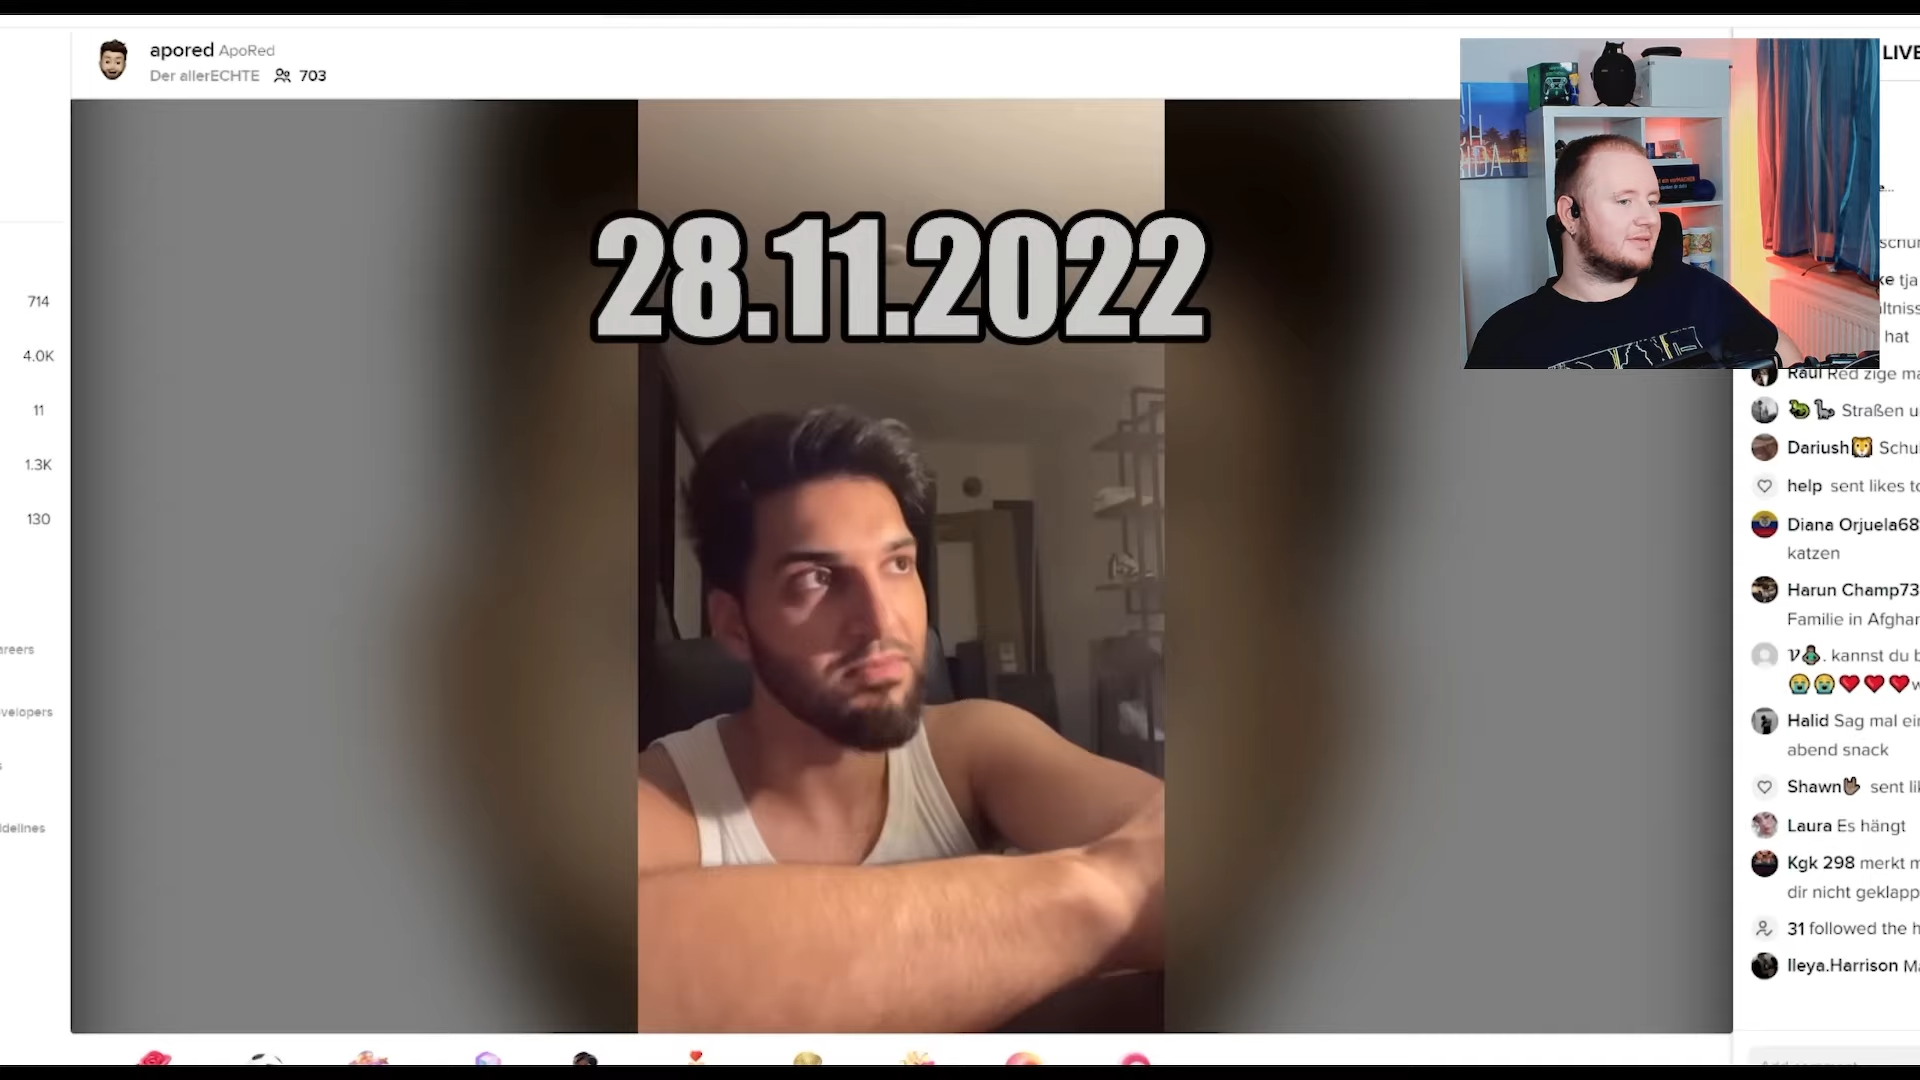 apored ApoRed
Der allerECHTE 703
LIVE
28.11.2022
714
4.0K
11
1.3K
130
hat
Raul Red zige
Straßen
Dariush
help sent likes
Diana Orjuela68
katzen
Harun Champ73
Familie in
. kannst du
Halid Sag mal
abend snack
Shawn sent
Laura Es hängt
Kgk 298 merkt
dir nicht
31 followed the
Ileya.Harrison